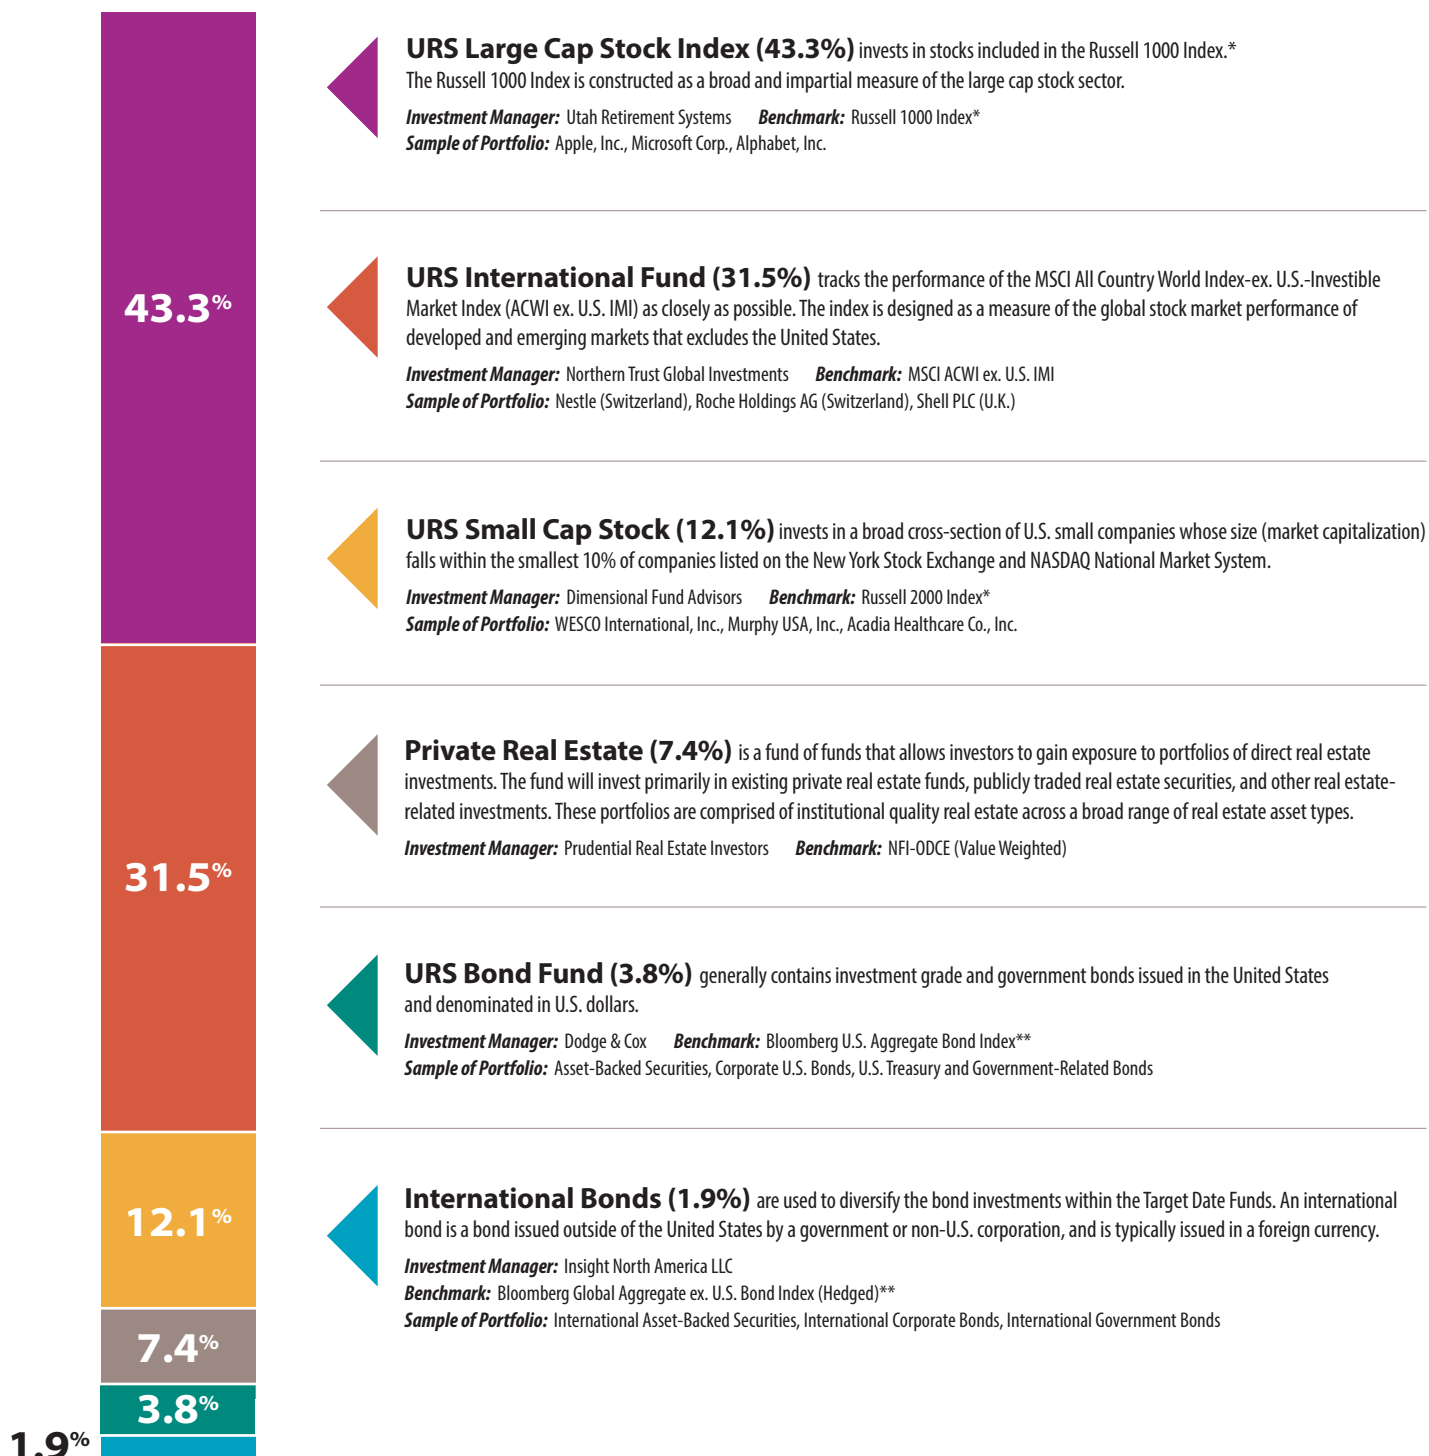 URS Large Cap Stock Index (43.3%) invests in stocks included in the Russell 1000 Index.*
The Russell 1000 Index is constructed as a broad and impartial measure of the large cap stock sector.
Investment Manager: Utah Retirement Systems Benchmark: Russell 1000 Index*
Sample of Portfolio: Apple, Inc., Microsoft Corp., Alphabet, Inc.
43.3%
URS International Fund (31.5%) tracks the performance of the MSCI All Country World Index-ex. U.S.-Investible
Market Index (ACWI ex. U.S. IMI) as closely as possible. The index is designed as a measure of the global stock market performance of
developed and emerging markets that excludes the United States.
Investment Manager: Northern Trust Global Investments Benchmark: MSCI ACWI ex. U.S. IMI
Sample of Portfolio: Nestle (Switzerland), Roche Holdings AG (Switzerland), Shell PLC (U.K.)
URS Small Cap Stock (12.1%) invests in a broad cross-section of U.S. small companies whose size (market capitalization)
falls within the smallest 10% of companies listed on the New York Stock Exchange and NASDAQ National Market System.
Investment Manager: Dimensional Fund Advisors Benchmark: Russell 2000 Index*
Sample of Portfolio: WESCO International, Inc., Murphy USA, Inc., Acadia Healthcare Co., Inc.
Private Real Estate (7.4%) is a fund of funds that allows investors to gain exposure to portfolios of direct real estate
investments. The fund will invest primarily in existing private real estate funds, publicly traded real estate securities, and other real estate-
related investments. These portfolios are comprised of institutional quality real estate across a broad range of real estate asset types.
Investment Manager: Prudential Real Estate Investors Benchmark: NFI-ODCE (Value Weighted)
31.5%
URS Bond Fund (3.8%) generally contains investment grade and government bonds issued in the United States
and denominated in U.S. dollars.
Investment Manager: Dodge & Cox Benchmark: Bloomberg U.S. Aggregate Bond Index**
Sample of Portfolio: Asset-Backed Securities, Corporate U.S. Bonds, U.S. Treasury and Government-Related Bonds
International Bonds (1.9%) are used to diversify the bond investments within the Target Date Funds. An international
bond is a bond issued outside of the United States by a government or non-U.S. corporation, and is typically issued in a foreign currency.
Investment Manager: Insight North America LLC
Benchmark: Bloomberg Global Aggregate ex. U.S. Bond Index (Hedged)**
Sample of Portfolio: International Asset-Backed Securities, International Corporate Bonds, International Government Bonds
12.1%
7.4%
3.8%
1.9%